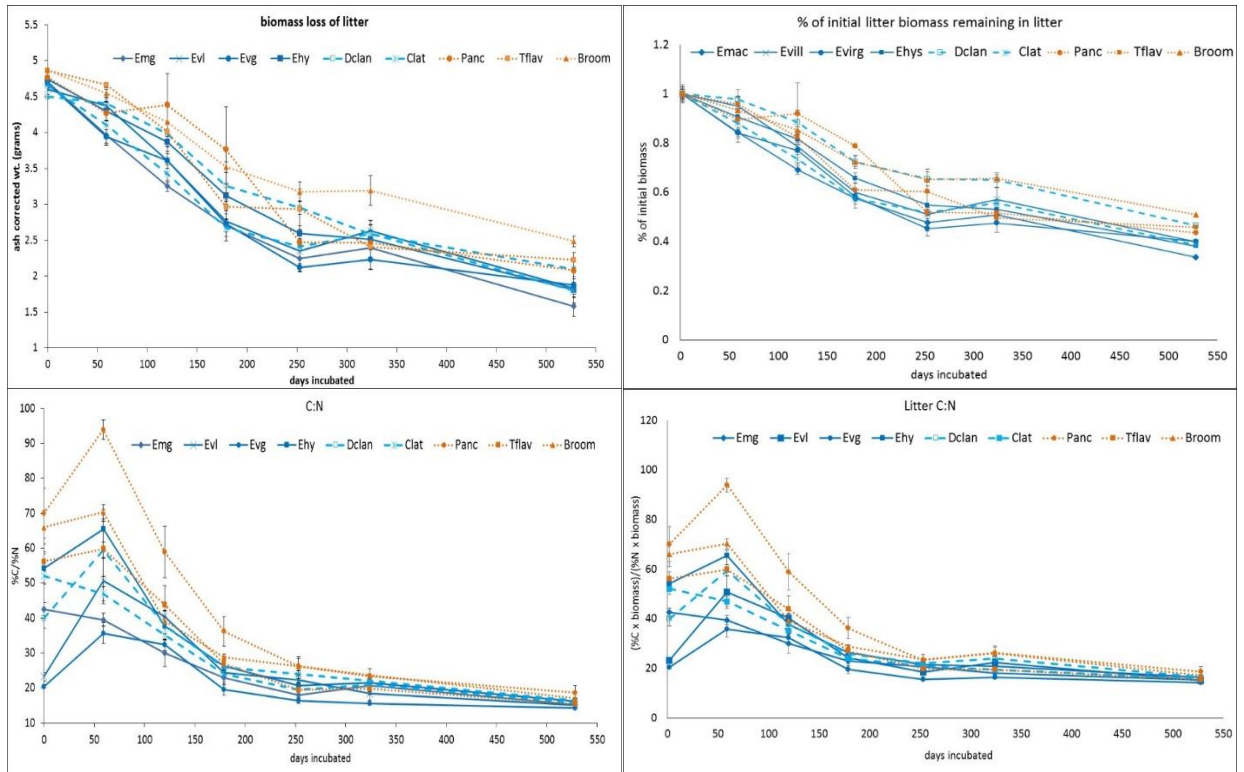 biomass loss of litter
Emg Evl Evg Ehy Dclan Clat Panc Tflav Broom
ash corrected wt. (grams)
5.5
5
4.5
4
3.5
3
2.5
2
1.5
1
0 50 100 150 200 250 300 350 400 450 500 550
days incubated
% of initial litter biomass remaining in litter
Emac Evill Evirg Ehys Dclan Clat Panc Tflav Broom
% of initial biomass
1.2
1
0.8
0.6
0.4
0.2
0
0 50 100 150 200 250 300 350 400 450 500 550
days incubated
C:N
Emg Evl Evg Ehy Dclan Clat Panc Tflav Broom
%C/%N
100
90
80
70
60
50
40
30
20
10
0 50 100 150 200 250 300 350 400 450 500 550
days incubated
Litter C:N
Emg Evl Evg Ehy Dclan Clat Panc Tflav Broom
(%C x biomass)/(%N x biomass)
120
100
80
60
40
20
0
0 50 100 150 200 250 300 350 400 450 500 550
days incubated